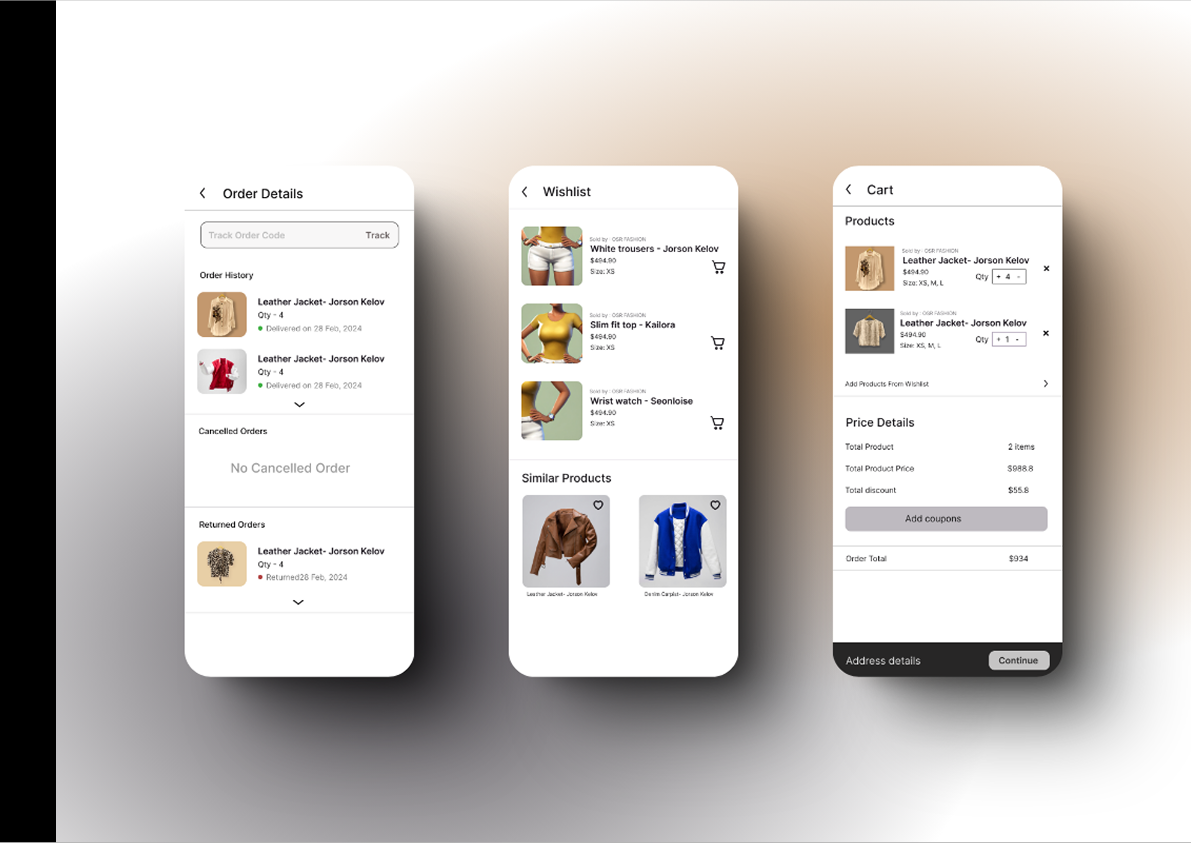 Order Details
Track Order Code Track
Order History
Leather Jacket- Jorson Kelov
Qty - 4
Delivered on 28 Feb, 2024
Leather Jacket- Jorson Kelov
Qty - 4
Delivered on 28 Feb, 2024
Cancelled Orders
No Cancelled Order
Returned Orders
Leather Jacket- Jorson Kelov
Qty - 4
Returned28 Feb, 2024
Wishlist
Sold by - OSR FASHION
White trousers - Jorson Kelov
$494.90
Size: XS
Sold by - OSR FASHION
Slim fit top - Kailora
$494.90
Size: XS
Sold by - OSR FASHION
Wrist watch - Seonloise
$494.90
Size: XS
Similar Products
Leather Jacket- Jorson Kelov
Denim Carplet- Jorson Kelov
Cart
Products
Sold by - OSR FASHION
Leather Jacket- Jorson Kelov
$494.90
Size: XS, M, L
Qty + 4 -
Sold by - OSR FASHION
Leather Jacket- Jorson Kelov
$494.90
Size: XS, M, L
Qty + 1 -
Add Products From Wishlist
Price Details
Total Product 2 items
Total Product Price $988.8
Total discount $55.8
Add coupons
Order Total $934
Address details Continue